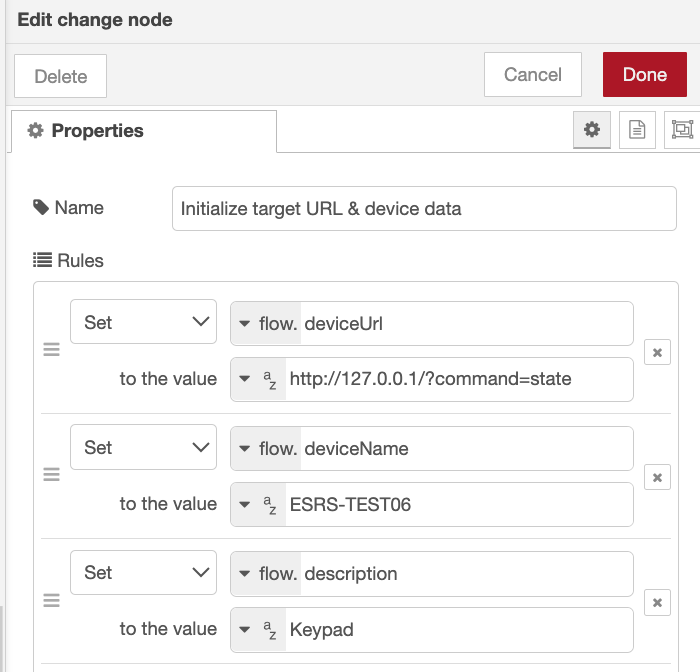 Edit change node
Delete
Cancel
Done
Properties
Name
Initialize target URL & device data
Rules
Set
flow. deviceUrl
to the value
az http://127.0.0.1/?command=state
Set
flow. deviceName
to the value
az ESRS-TEST06
Set
flow. description
to the value
az Keypad